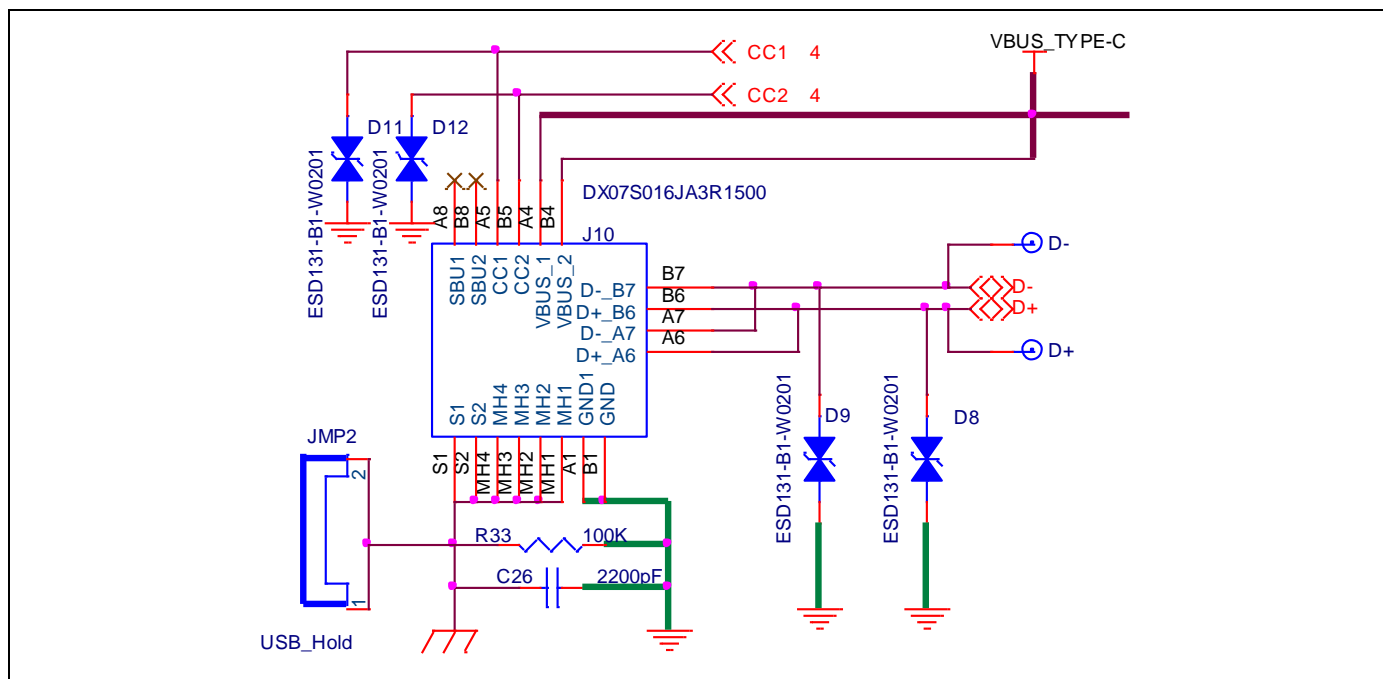 VBUS_TYPE-C
CC1 4
CC2 4
D11
D12
ESD131-B1-W0201
ESD131-B1-W0201
DX07S016JA3R1500
J10
A8
B8
A5
B5
A4
B4
SBU1
SBU2
CC1
CC2
VBUS_1
VBUS_2
D-_B7
D+_B6
D-_A7
D+_A6
B7
B6
A7
A6
D-
D-
D+
D+
S1
S2
MH4
MH3
MH2
MH1
GND1
GND
S1
S2
MH4
MH3
MH2
MH1
A1
B1
D9
ESD131-B1-W0201
D8
ESD131-B1-W0201
JMP2
2
1
USB_Hold
R33
100K
C26
2200pF